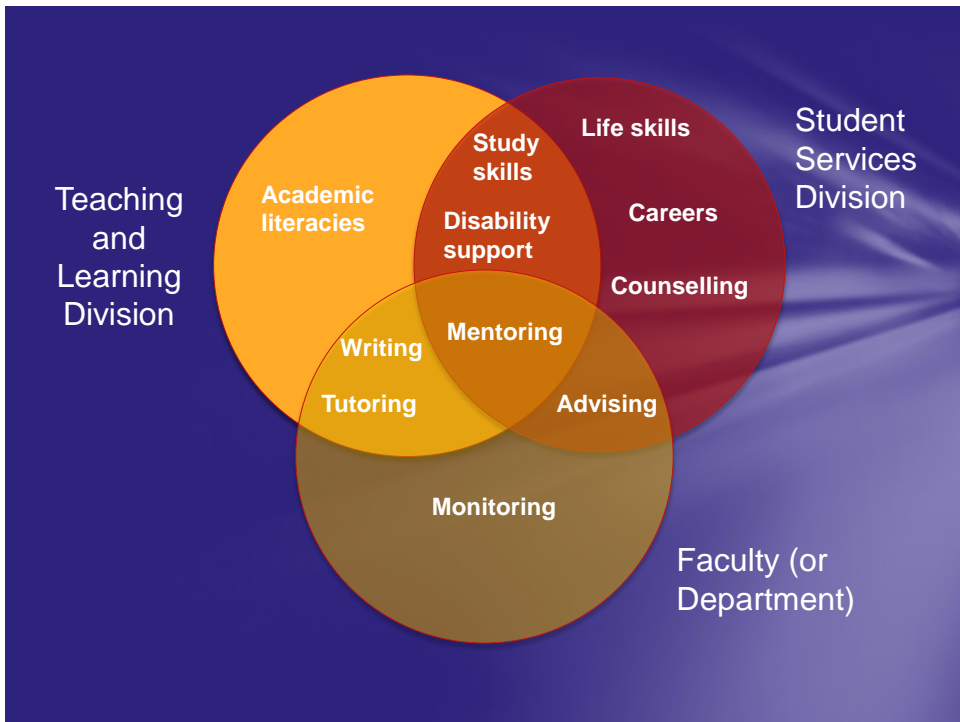 Teaching
and
Learning
Division
Academic
literacies
Study
skills
Disability
support
Life skills
Careers
Counselling
Student
Services
Division
Writing
Tutoring
Mentoring
Advising
Monitoring
Faculty (or
Department)